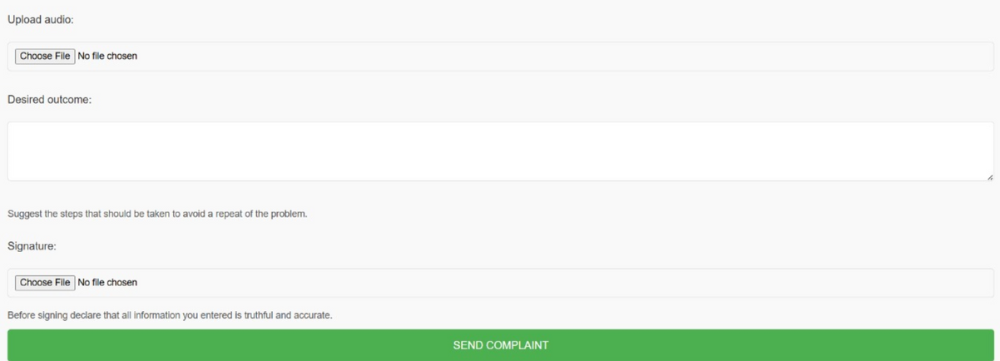 Upload audio:
Choose File No file chosen
Desired outcome:
Suggest the steps that should be taken to avoid a repeat of the problem.
Signature:
Choose File No file chosen
Before signing declare that all information you entered is truthful and accurate.
SEND COMPLAINT